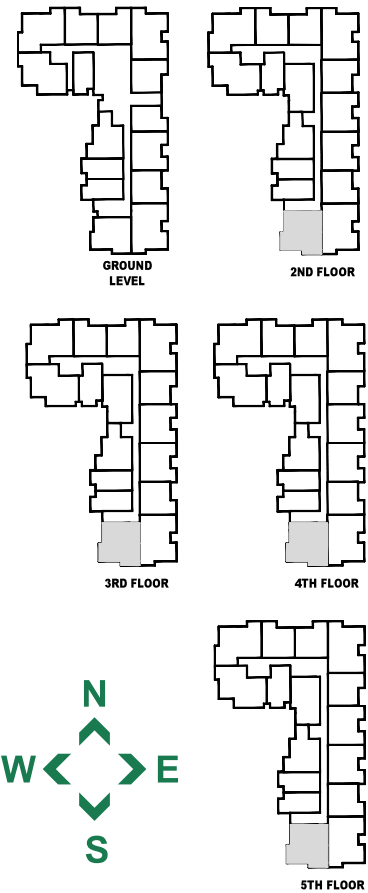 GROUND
LEVEL
2ND FLOOR
3RD FLOOR
4TH FLOOR
N
W
E
S
5TH FLOOR